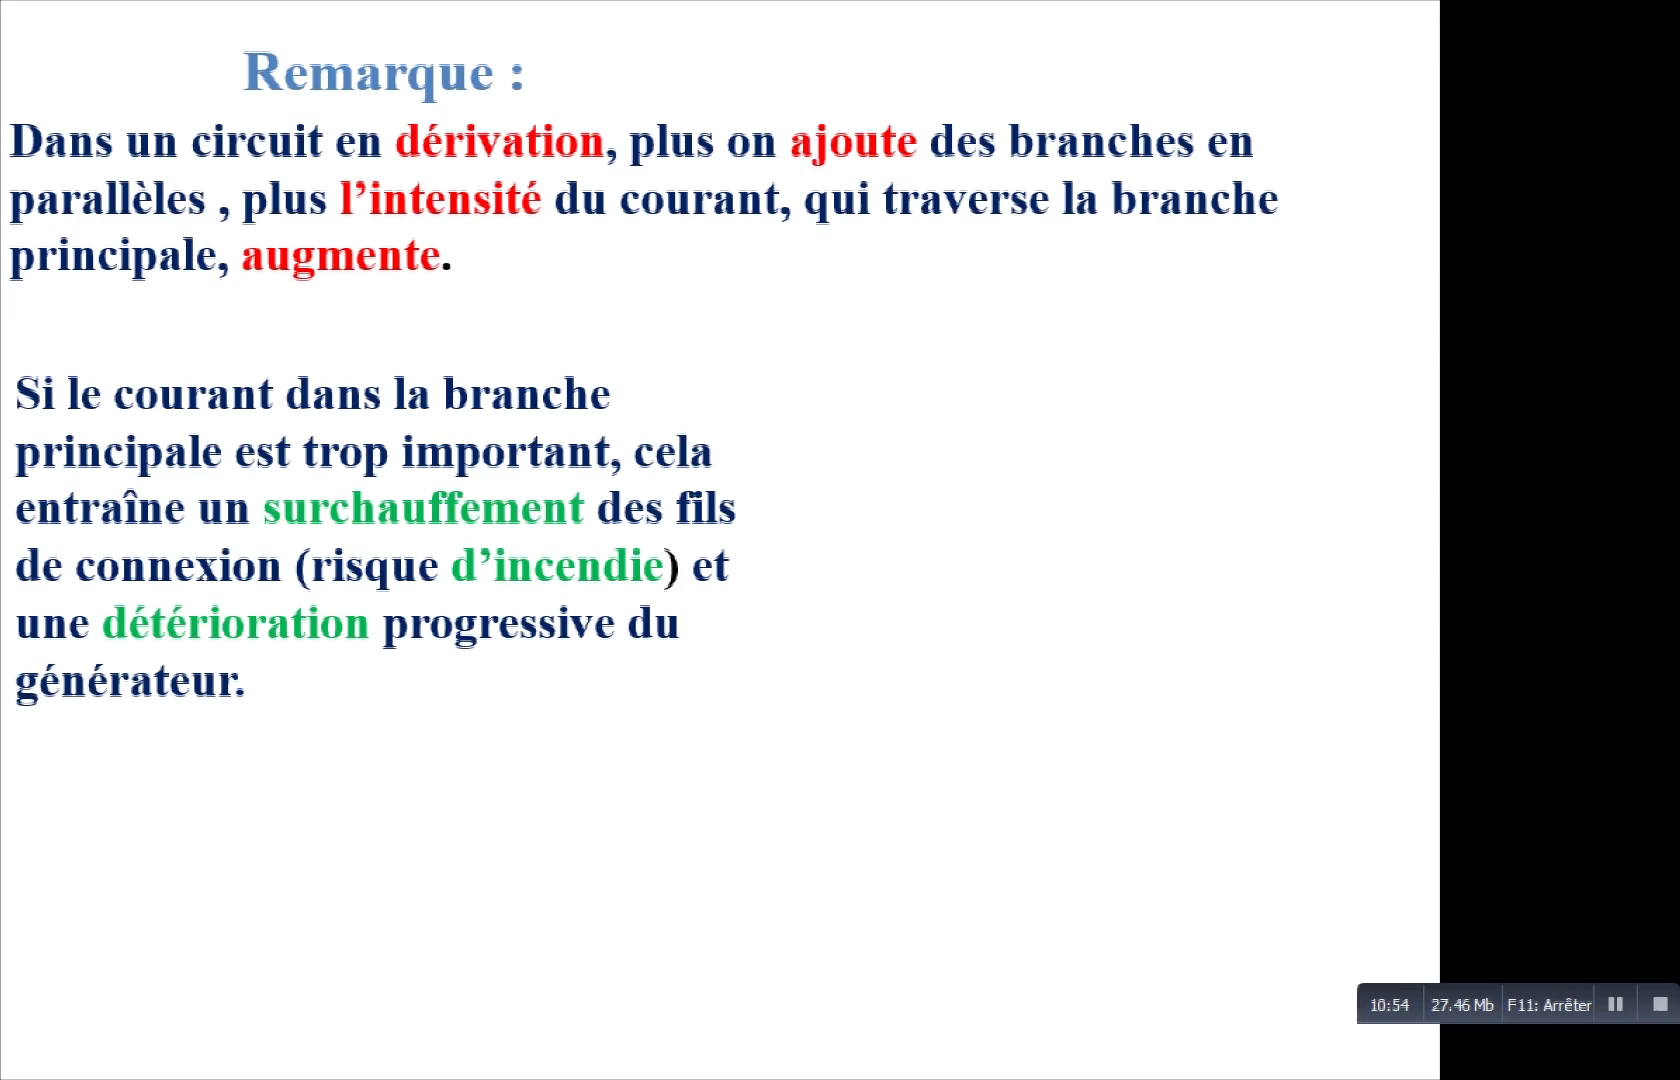 Remarque :
Dans un circuit en dérivation, plus on ajoute des branches en
parallèles , plus l’intensité du courant, qui traverse la branche
principale, augmente.
Si le courant dans la branche
principale est trop important, cela
entraîne un surchauffement des fils
de connexion (risque d’incendie) et
une détérioration progressive du
générateur.
10:54 27.46 Mb F11: Arrêter